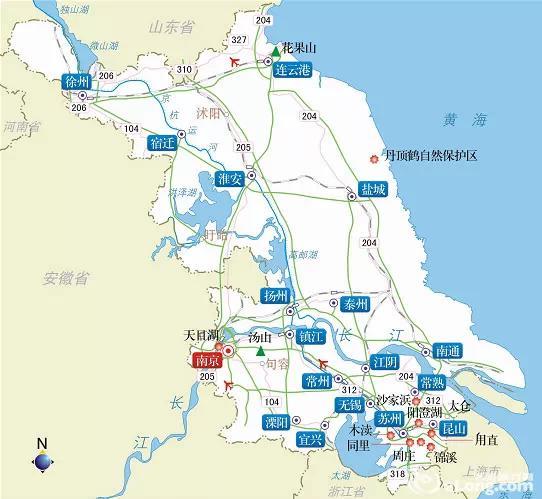 独山湖
山东省
204
微山湖
327
花果山
连云港
310
206
徐州
206
京
沭阳
204
黄海
杭
104
运
河南省
宿迁
河
205
丹顶鹤自然保护区
淮安
洪泽湖
盐城
盱眙
204
高邮湖
安徽省
扬州
泰州
天目湖
汤山
镇江
长
江
南京
句容
南通
江阴
205
常州
204
常熟
312
沙家浜
长
104
无锡
312
太仓
阳澄湖
溧阳
苏州
昆山
宜兴
木渎
江
同里
甪直
N
周庄
锦溪
太湖
318
上海市
浙江省
eLong.com